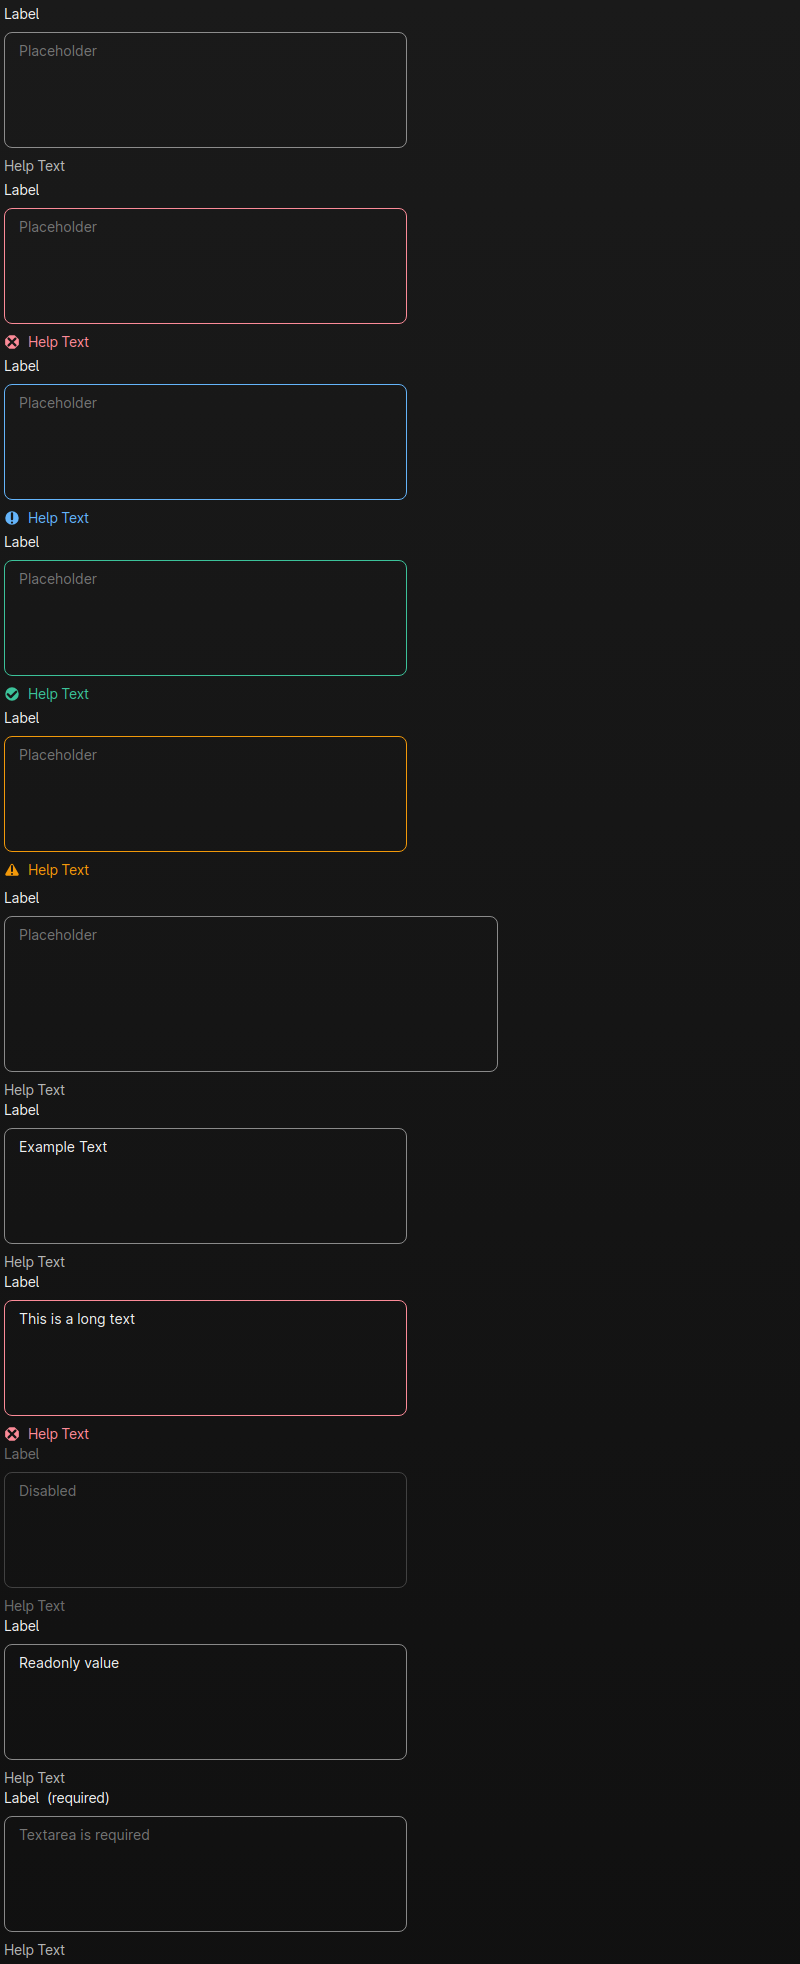 Label
Placeholder
Help Text
Label
Placeholder
Help Text
Label
Placeholder
Help Text
Label
Placeholder
Help Text
Label
Placeholder
Help Text
Label
Placeholder
Help Text
Label
Example Text
Help Text
Label
This is a long text
Help Text
Label
Disabled
Help Text
Label
Readonly value
Help Text
Label (required)
Textarea is required
Help Text